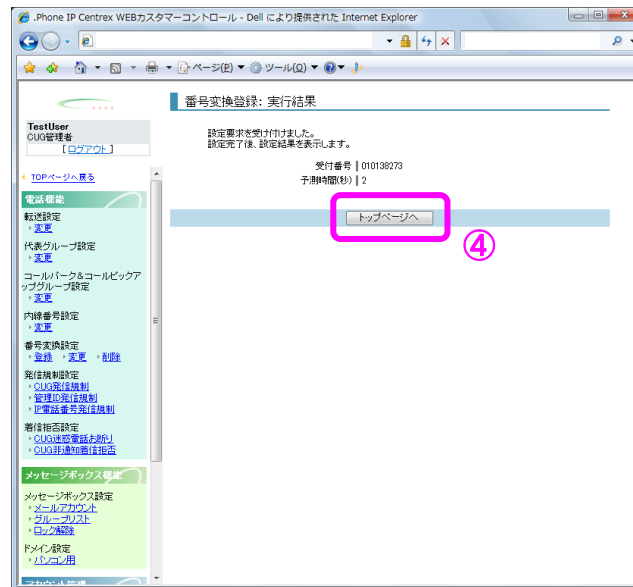 .Phone IP Centrex WEBカスタマーコントロール - Dell により提供された Internet Explorer
ページ(P) ツール(O)
TestUser
CUG管理者
[ログアウト]
TOPページへ戻る
電話機能
転送設定
変更
代表グループ設定
変更
コールパーク&コールピックア
ップグループ設定
変更
内線番号設定
変更
番号変換設定
登録 変更 削除
発信規制設定
CUG発信規制
管理ID発信規制
IP電話番号発信規制
着信拒否設定
CUG迷惑電話お断り
CUG非通知着信拒否
メッセージボックス機能
メッセージボックス設定
メールアカウント
グループリスト
ロック解除
ドメイン設定
パソコン用
アカウント管理
番号変換登録: 実行結果
設定要求を受け付けました。
設定完了後、設定結果を表示します。
受付番号 010138273
予測時間(秒) 2
トップページへ
④